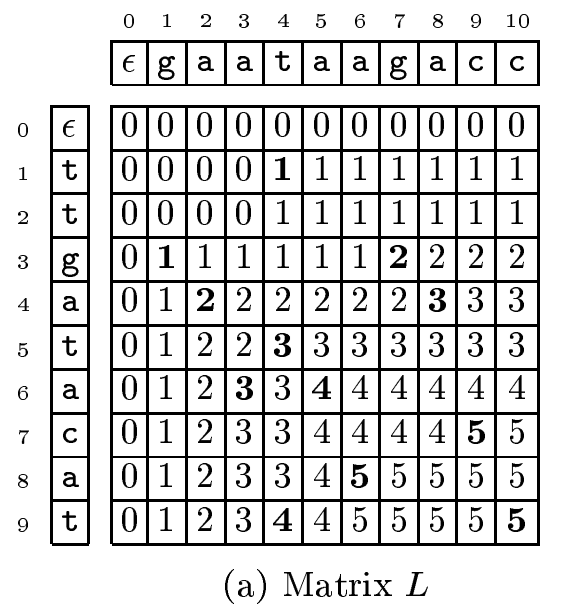 0 1 2 3 4 5 6 7 8 9 10
ϵ g a a t a a g a c c
0 ϵ 0 0 0 0 0 0 0 0 0 0 0
1 t 0 0 0 0 1 1 1 1 1 1 1
2 t 0 0 0 0 1 1 1 1 1 1 1
3 g 0 1 1 1 1 1 1 2 2 2 2
4 a 0 1 2 2 2 2 2 2 3 3 3
5 t 0 1 2 2 3 3 3 3 3 3 3
6 a 0 1 2 3 3 4 4 4 4 4 4
7 c 0 1 2 3 3 4 4 4 4 5 5
8 a 0 1 2 3 3 4 5 5 5 5 5
9 t 0 1 2 3 4 4 5 5 5 5 5
(a) Matrix L